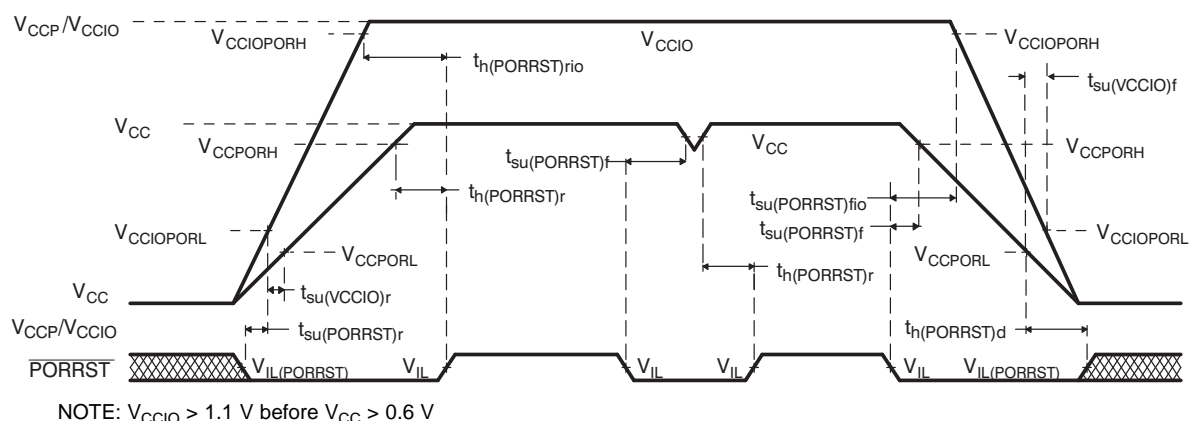 VCCP/VCCIO
VCCIOPORH
VCCIO
VCCIOPORH
th(PORRST)rio
tsu(VCCIO)f
VCC
VCCPORH
tsu(PORRST)f
VCC
VCCPORH
th(PORRST)r
tsu(PORRST)fio
tsu(PORRST)f
VCCIOPORL
VCCPORL
VCCPORL
VCCIOPORL
th(PORRST)r
VCC
tsu(VCCIO)r
VCCP/VCCIO
tsu(PORRST)r
th(PORRST)d
PORRST
VIL(PORRST)
VIL
VIL
VIL
VIL
VIL(PORRST)
NOTE: VCCIO > 1.1 V before VCC > 0.6 V